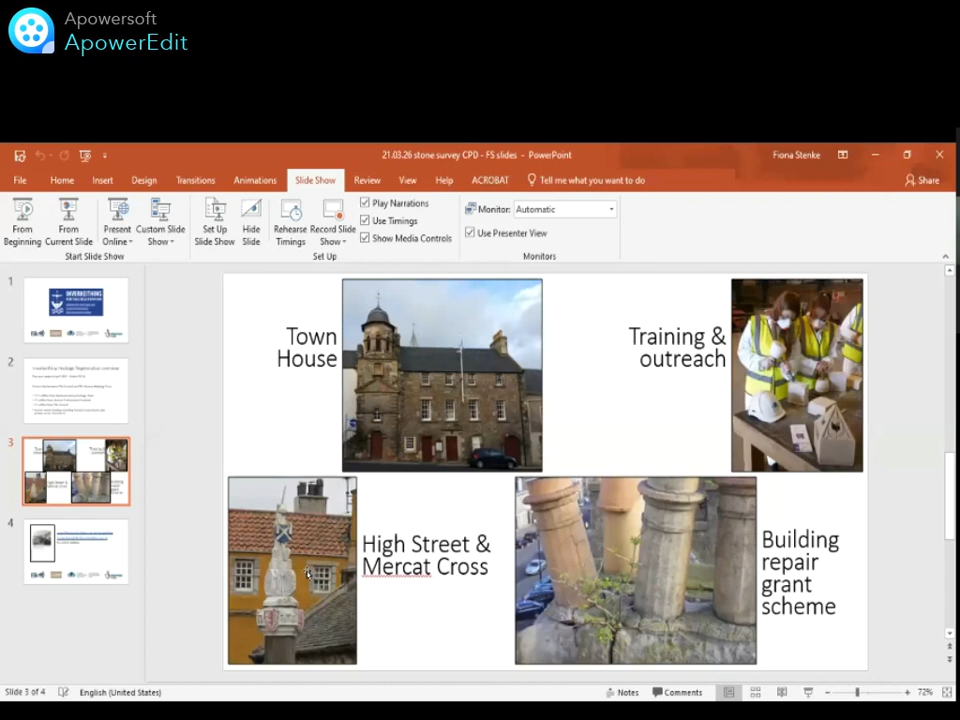 Apowersoft
ApowerEdit
21.03.26 stone survey CPD - FS slides - PowerPoint
Fiona Stenke
File Home Insert Design Transitions Animations Slide Show Review View Help ACROBAT Tell me what you want to do Share
From Beginning
From Current Slide
Present Online
Custom Slide Show
Set Up Slide Show
Hide Slide
Rehearse Timings
Record Slide Show
Play Narrations
Use Timings
Show Media Controls
Monitor: Automatic
Use Presenter View
Start Slide Show
Set Up
Monitors
1
2
3
4
Town
House
Training &
outreach
High Street &
Mercat Cross
Building
repair
grant
scheme
Slide 3 of 4
English (United States)
Notes
Comments
72%